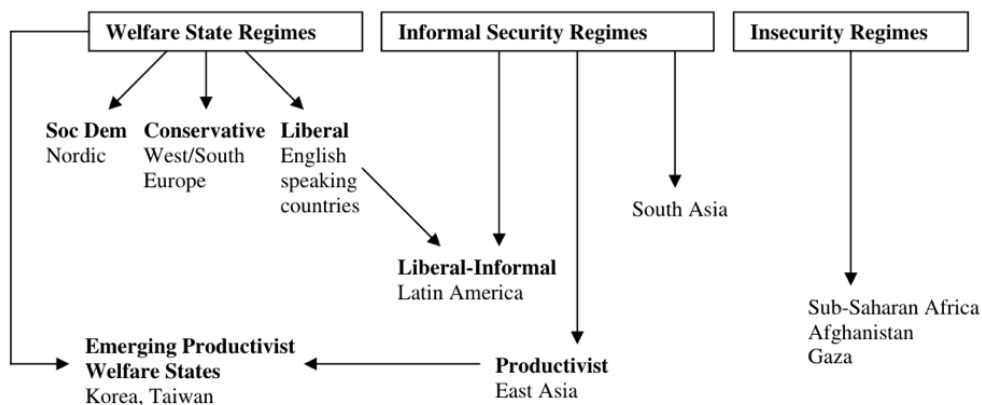 Welfare State Regimes
Informal Security Regimes
Insecurity Regimes
Soc Dem
Nordic
Conservative
West/South
Europe
Liberal
English
speaking
countries
South Asia
Liberal-Informal
Latin America
Sub-Saharan Africa
Afghanistan
Gaza
Emerging Productivist
Welfare States
Korea, Taiwan
Productivist
East Asia